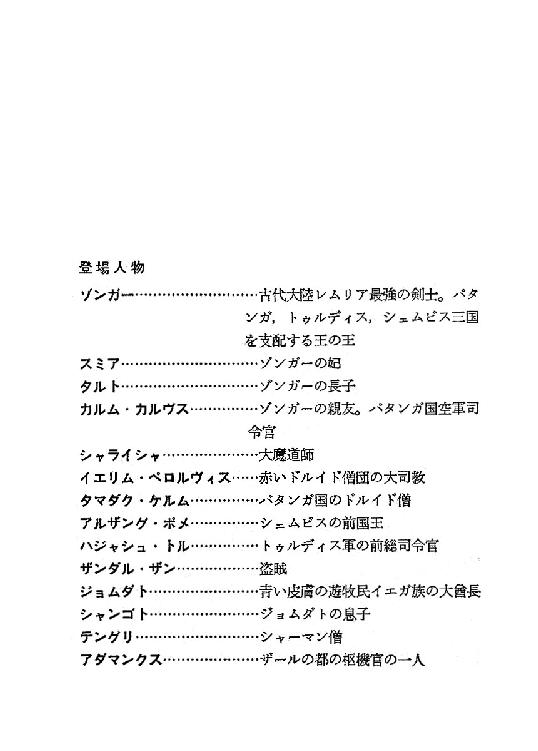 登場人物
ゾンガー…………………………古代大陸レムリア最強の剣士。パタ
ンガ，トゥルディス，シェムビス三国
を支配する王の王
スミア……………………………ゾンガーの妃
タルト……………………………ゾンガーの長子
カルム・カルヴス………………ゾンガーの親友。パタンガ国空軍司
令官
シャライシャ……………………大魔道師
イエリム・ペロルヴィス……赤いドルイド僧団の大司教
タマダク・ケルム………………パタンガ国のドルイド僧
アルザング・ポメ………………シェムビスの前国王
ハジャシュ・トル………………トゥルディス軍の前総司令官
ザンダル・ザン…………………盗賊
ジョムダト………………………青い皮膚の遊牧民イエガ族の大酋長
シャンゴト………………………ジョムダトの息子
テングリ…………………………シャーマン僧
アダマンクス……………………ザールの都の枢機官の一人